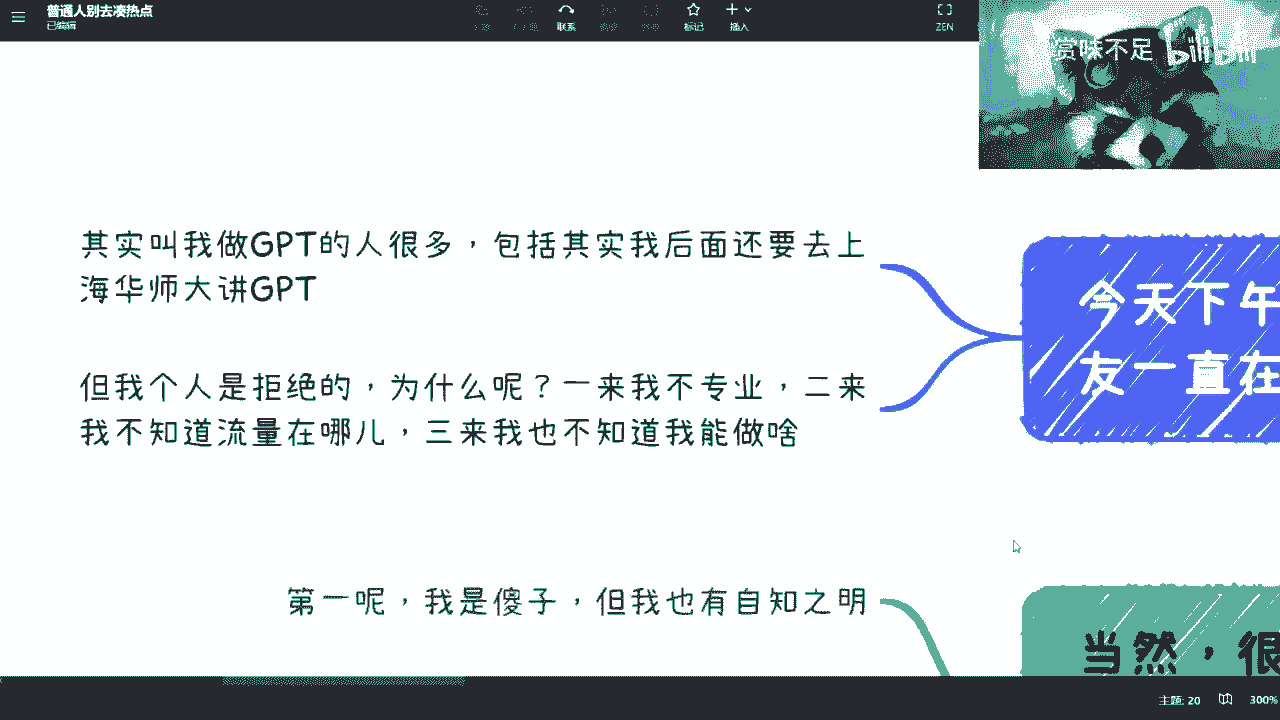 普通人别去凑热点
已编辑
联系
标记
插入
ZEN
赏味不足 bilibili
其实叫我做GPT的人很多，包括其实我后面还要去上
海华师大讲GPT
但我个人是拒绝的，为什么呢？一来我不专业，二来
我不知道流量在哪儿，三来我也不知道我能做啥
今天下午
友一直在
第一呢，我是傻子，但我也有自知之明
当然，很
主题: 20
300%